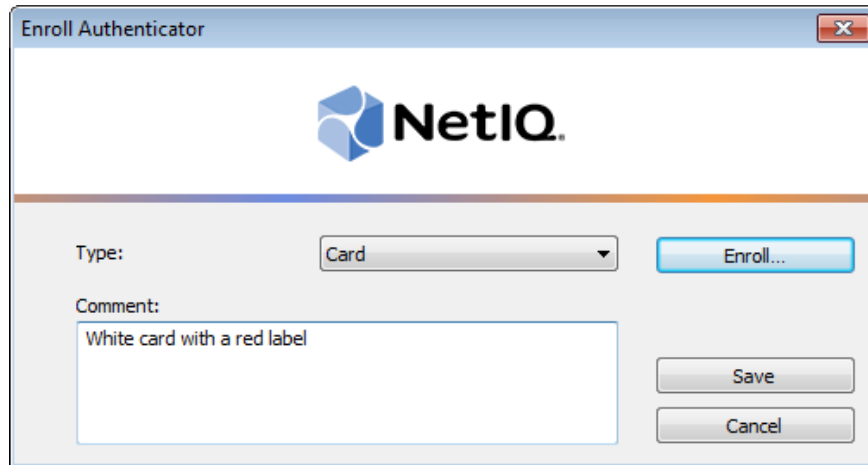 Enroll Authenticator
NetIQ.
Type:
Card
Enroll...
Comment:
White card with a red label
Save
Cancel